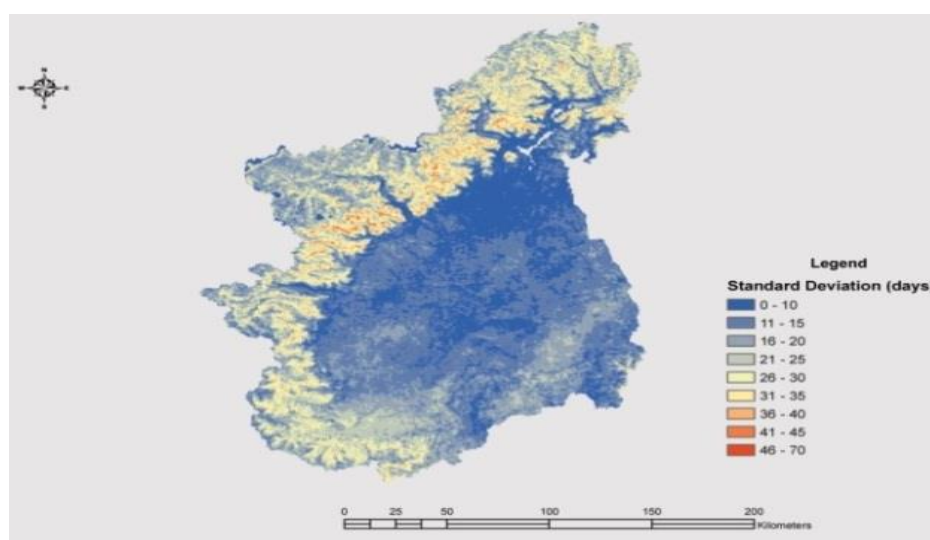 N
W E
S
Legend
Standard Deviation (days
0 - 10
11 - 15
16 - 20
21 - 25
26 - 30
31 - 35
36 - 40
41 - 45
46 - 70
0 25 50 100 150 200
Kilometers